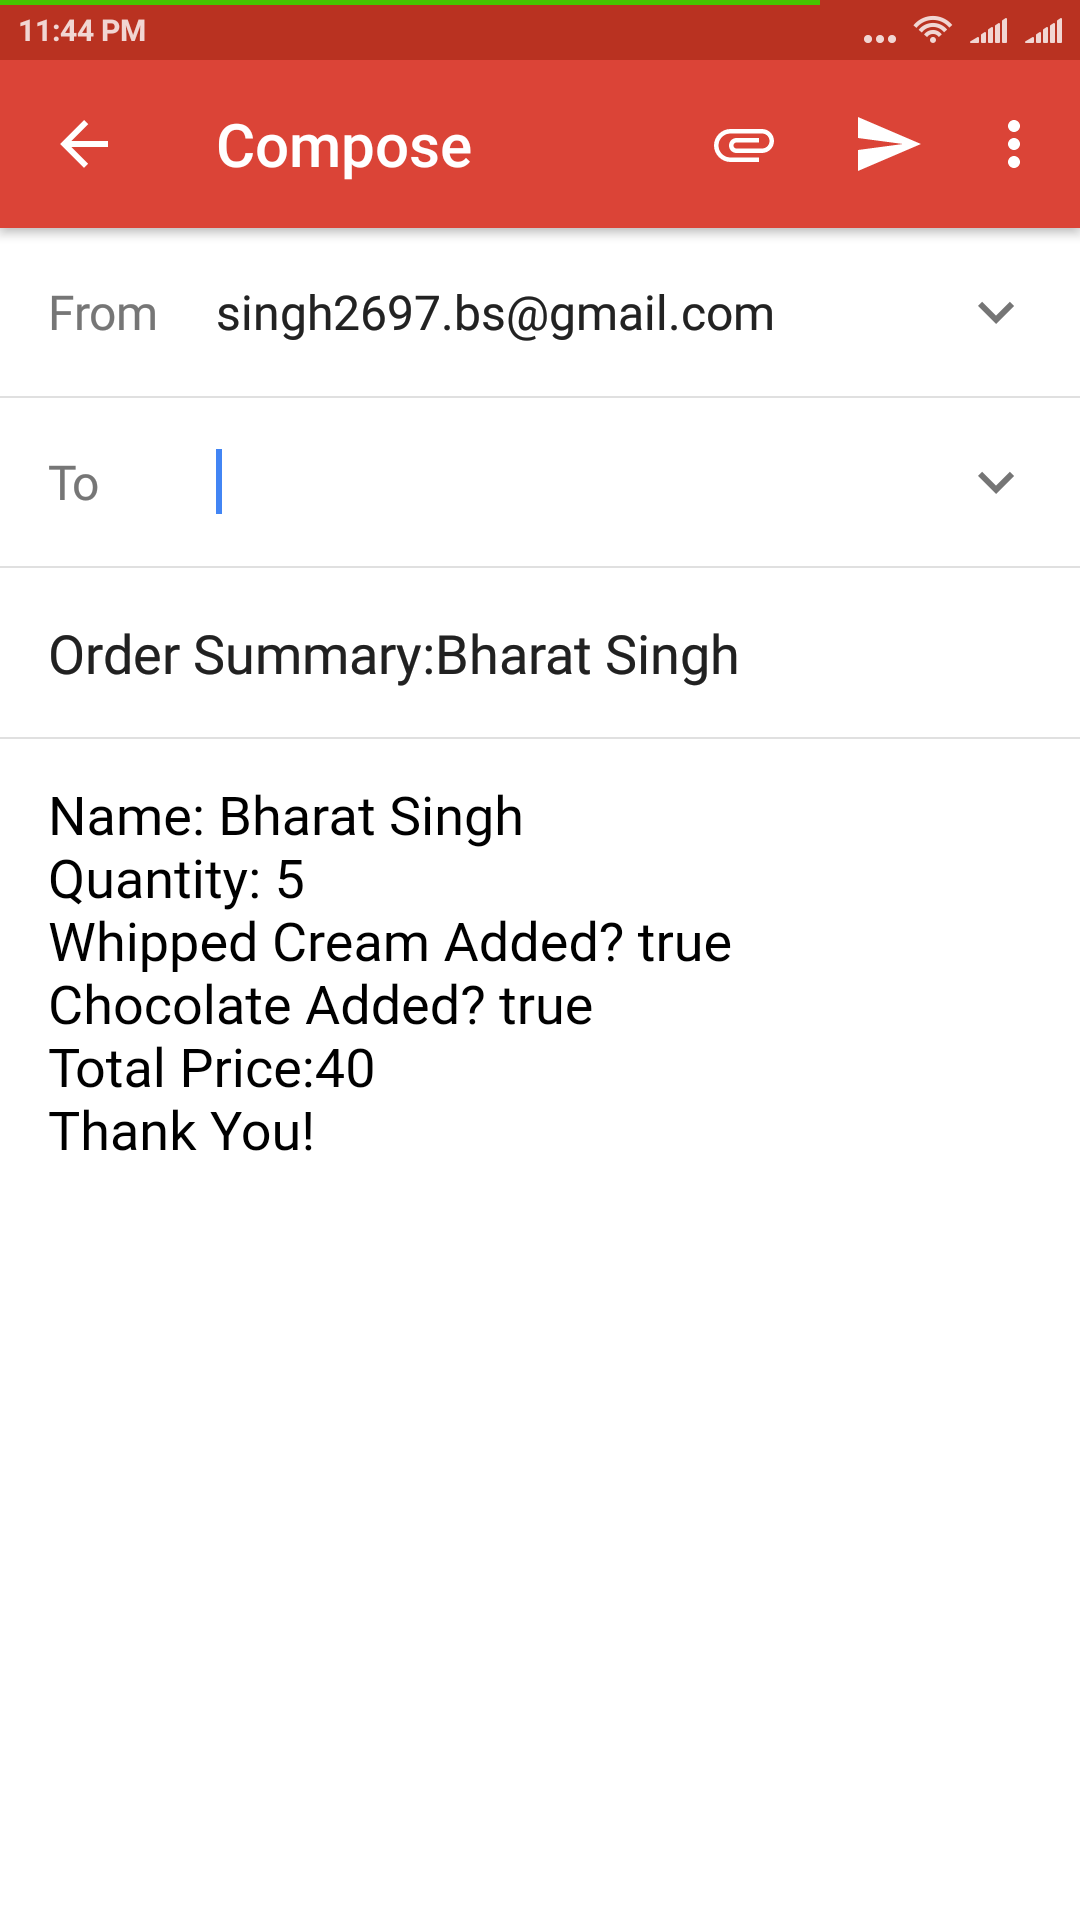 11:44 PM
Compose
From singh2697.bs@gmail.com
To
Order Summary:Bharat Singh
Name: Bharat Singh
Quantity: 5
Whipped Cream Added? true
Chocolate Added? true
Total Price:40
Thank You!